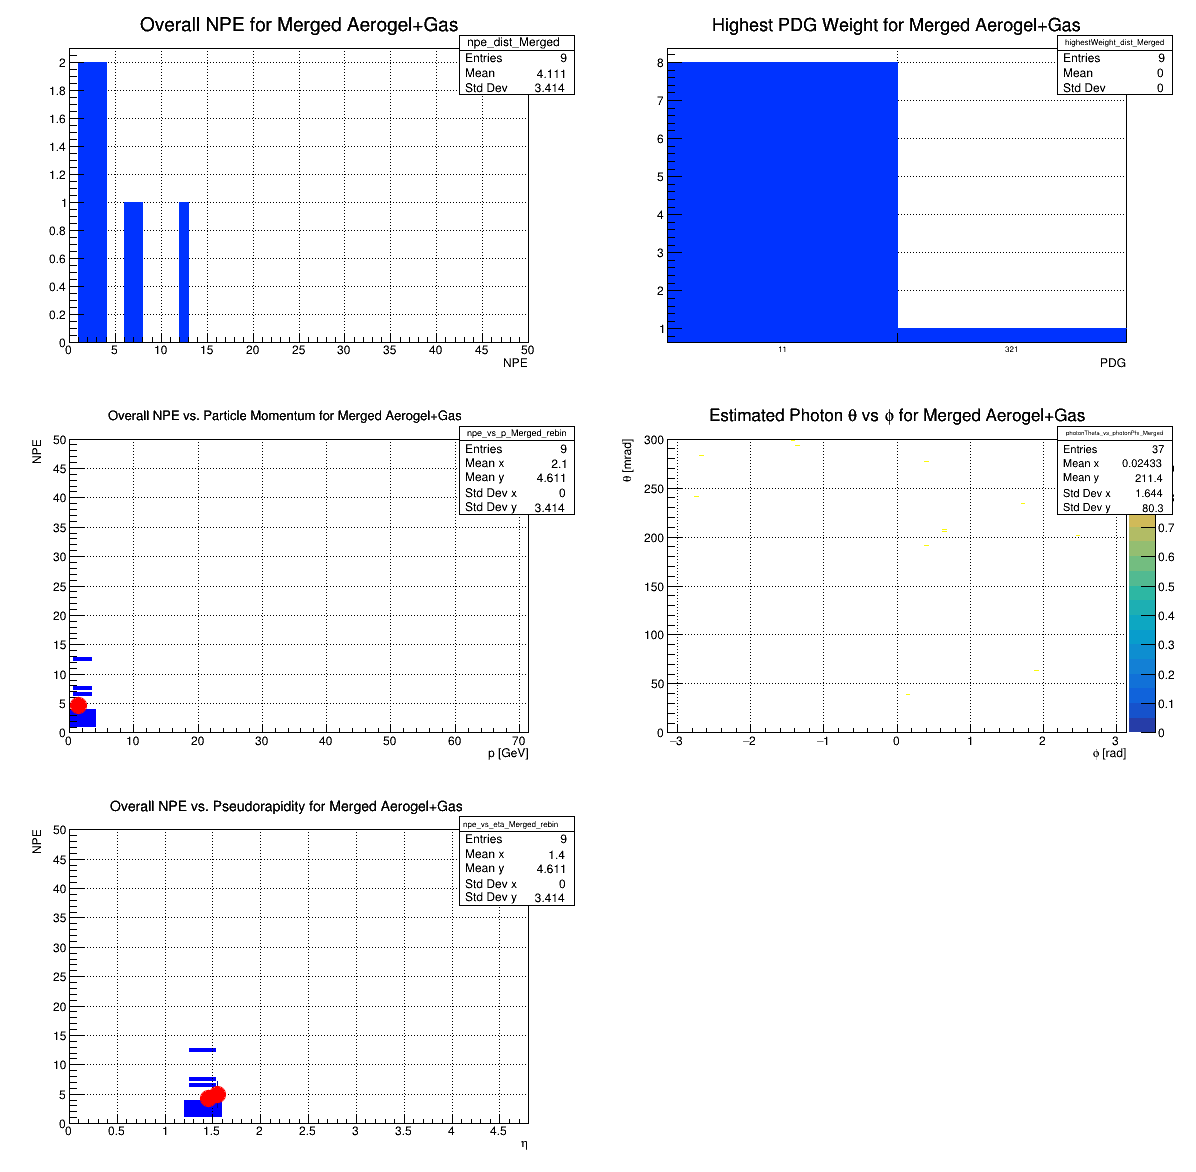 Overall NPE for Merged Aerogel+Gas
npe_dist_Merged
Entries 9
Mean 4.111
Std Dev 3.414
2
1.8
1.6
1.4
1.2
1
0.8
0.6
0.4
0.2
0
0 5 10 15 20 25 30 35 40 45 50
NPE
Highest PDG Weight for Merged Aerogel+Gas
highestWeight_dist_Merged
Entries 9
Mean 0
Std Dev 0
8
7
6
5
4
3
2
1
11 321
PDG
Overall NPE vs. Particle Momentum for Merged Aerogel+Gas
npe_vs_p_Merged_rebin
Entries 9
Mean x 2.1
Mean y 4.611
Std Dev x 0
Std Dev y 3.414
NPE
50
45
40
35
30
25
20
15
10
5
0
0 10 20 30 40 50 60 70
p [GeV]
Estimated Photon θ vs ϕ for Merged Aerogel+Gas
photonTheta_vs_photonPhi_Merged
Entries 37
Mean x 0.02433
Mean y 211.4
Std Dev x 1.644
Std Dev y 80.3
θ [mrad]
300
250
200
150
100
50
0
−3 −2 −1 0 1 2 3
ϕ [rad]
0.7
0.6
0.5
0.4
0.3
0.2
0.1
0
Overall NPE vs. Pseudorapidity for Merged Aerogel+Gas
npe_vs_eta_Merged_rebin
Entries 9
Mean x 1.4
Mean y 4.611
Std Dev x 0
Std Dev y 3.414
NPE
50
45
40
35
30
25
20
15
10
5
0
0 0.5 1 1.5 2 2.5 3 3.5 4 4.5
η